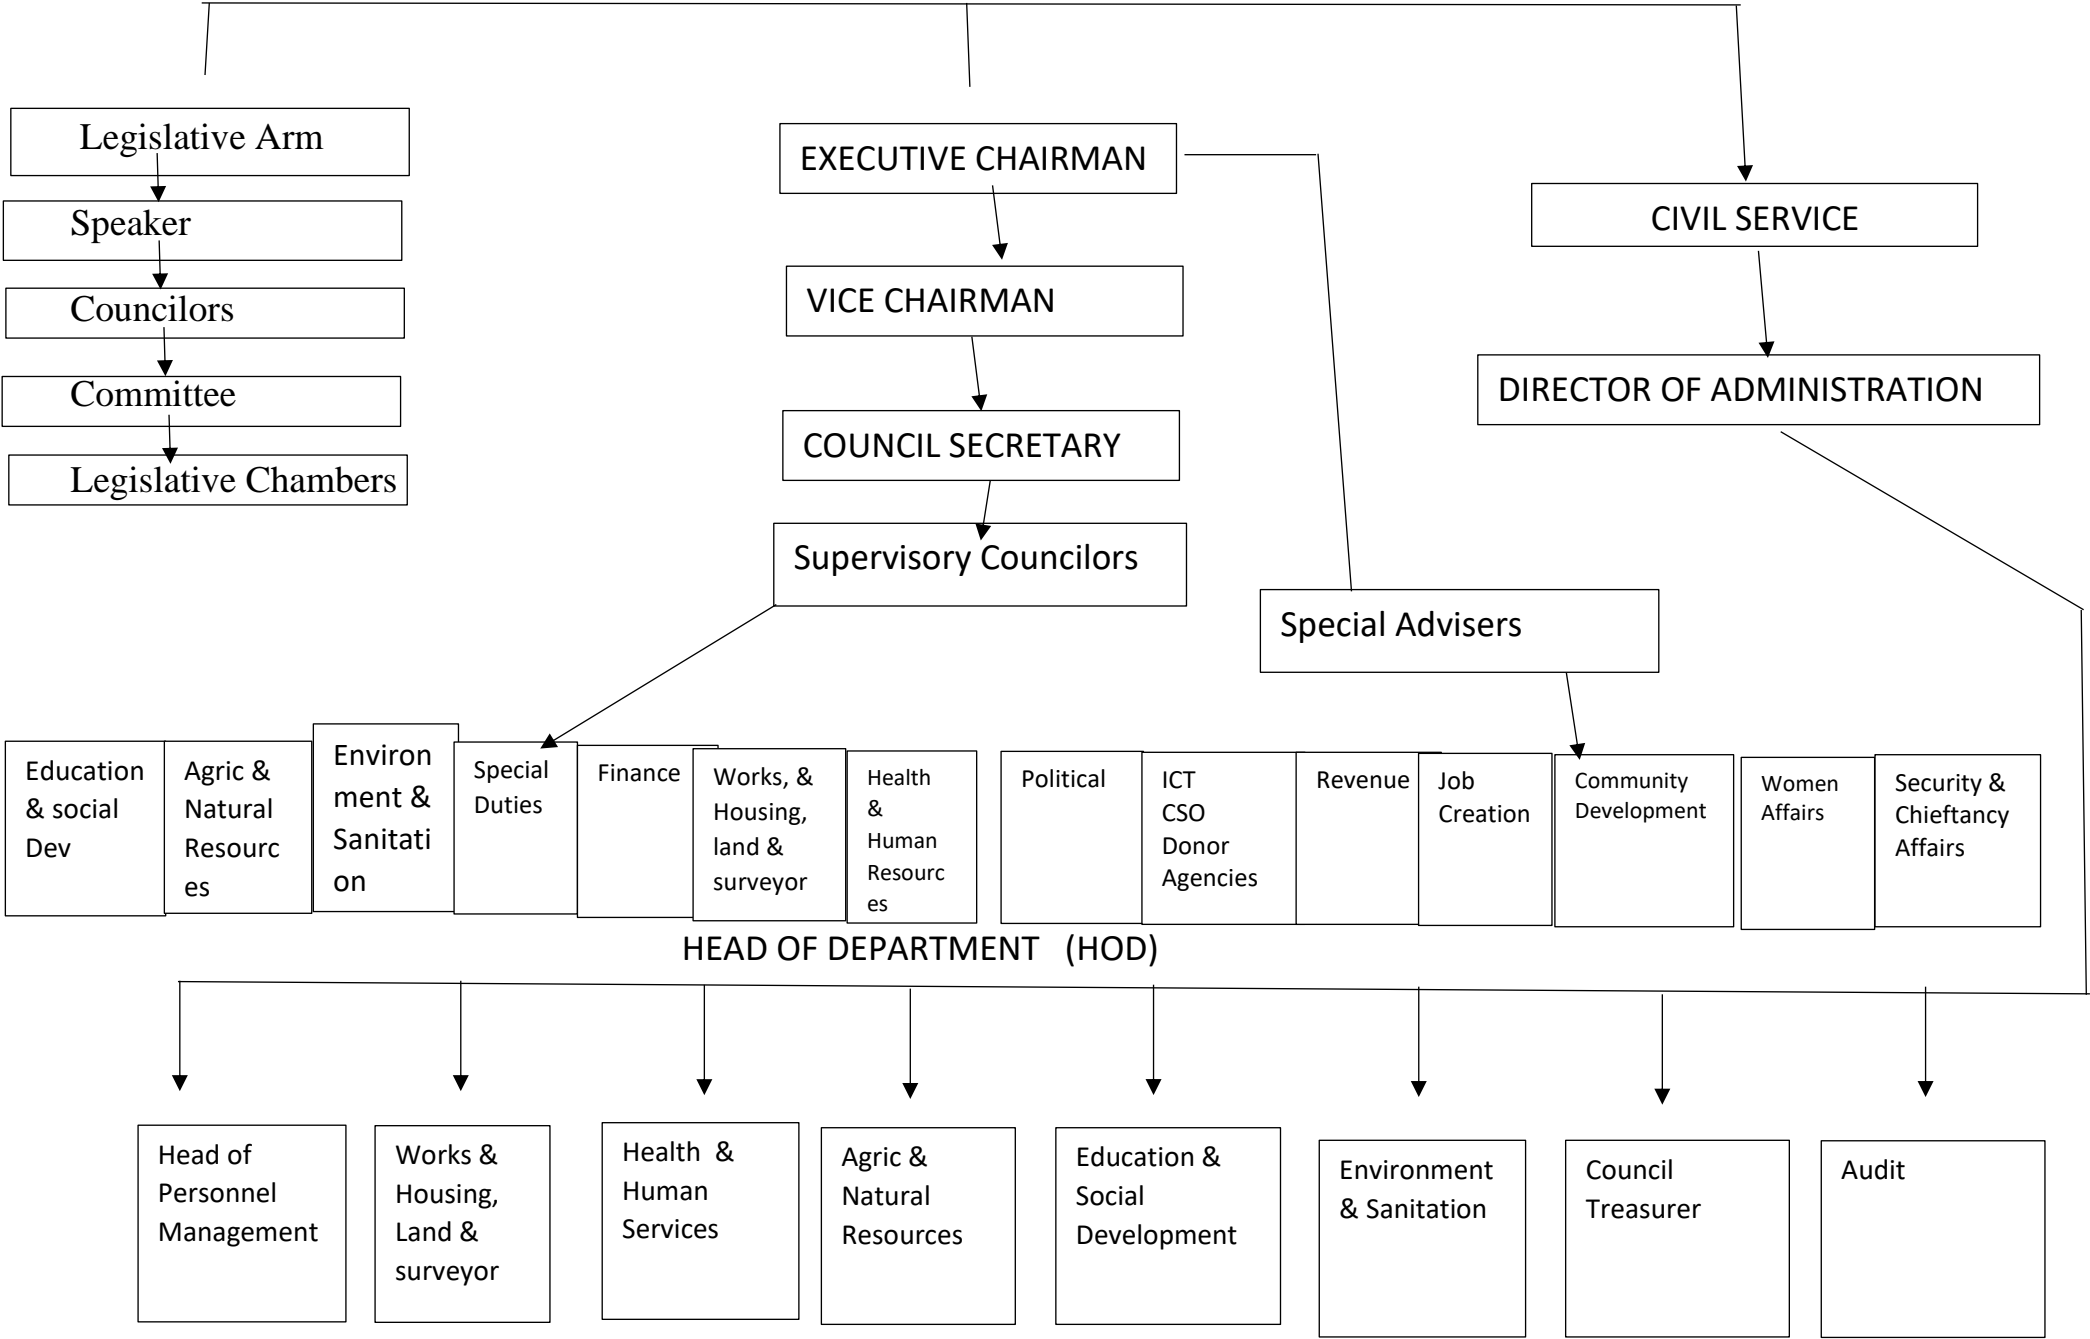 Legislative Arm
Speaker
Councilors
Committee
Legislative Chambers
EXECUTIVE CHAIRMAN
VICE CHAIRMAN
COUNCIL SECRETARY
Supervisory Councilors
Special Advisers
CIVIL SERVICE
DIRECTOR OF ADMINISTRATION
Education
& social
Dev
Agric &
Natural
Resourc
es
Environ
ment &
Sanitati
on
Special
Duties
Finance
Works, &
Housing,
land &
surveyor
Health
&
Human
Resourc
es
Political
ICT
CSO
Donor
Agencies
Revenue
Job
Creation
Community
Development
Women
Affairs
Security &
Chieftancy
Affairs
HEAD OF DEPARTMENT (HOD)
Head of
Personnel
Management
Works &
Housing,
Land &
surveyor
Health &
Human
Services
Agric &
Natural
Resources
Education &
Social
Development
Environment
& Sanitation
Council
Treasurer
Audit